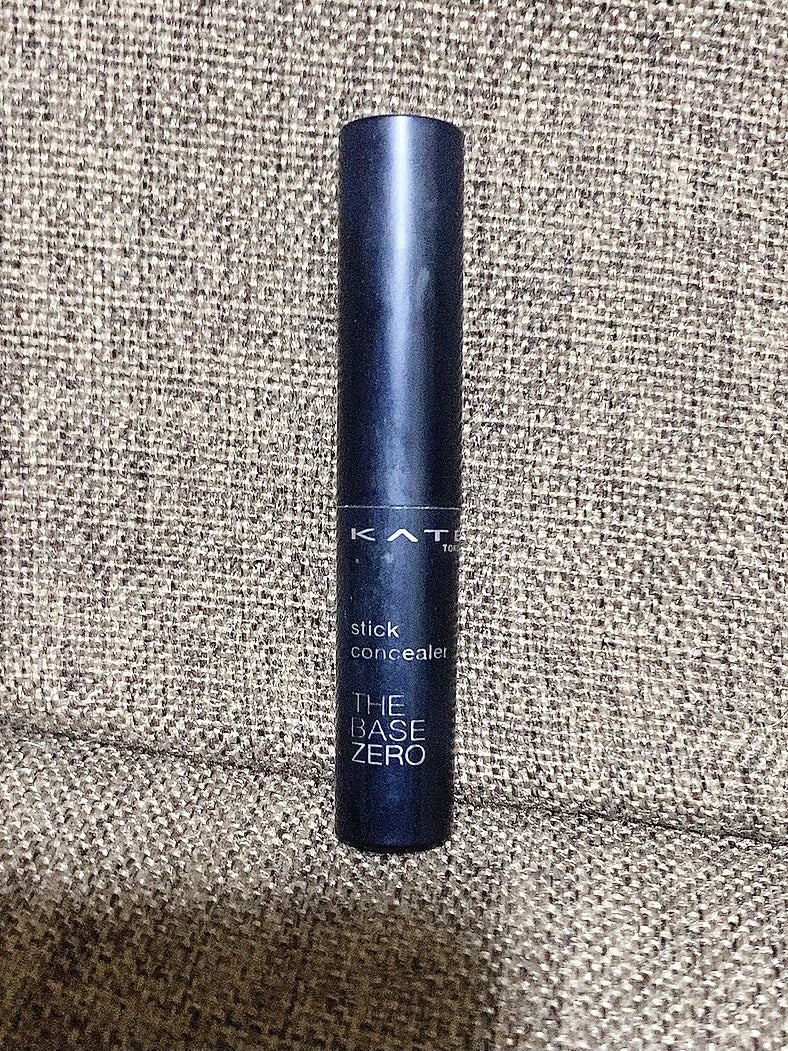 KAT
stick
concealer
THE
BASE
ZERO